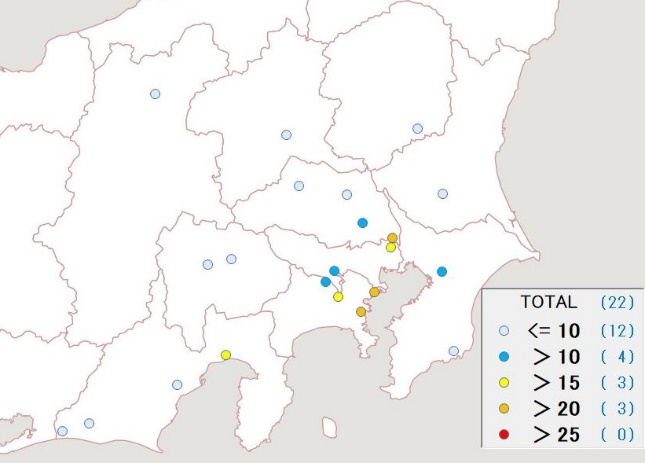 TOTAL (22)
<= 10 (12)
> 10 ( 4)
> 15 ( 3)
> 20 ( 3)
> 25 ( 0)